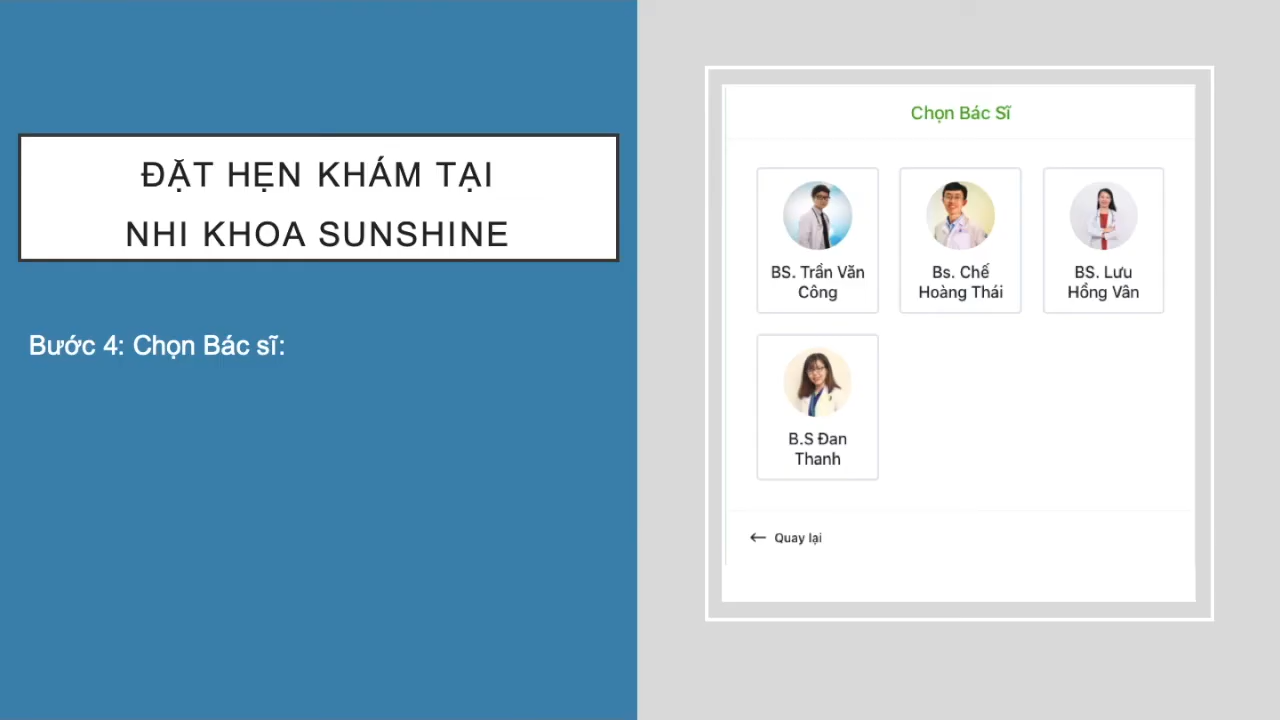 ĐẶT HẸN KHÁM TẠI
NHI KHOA SUNSHINE
Bước 4: Chọn Bác sĩ:
Chọn Bác Sĩ
BS. Trần Văn
Công
Bs. Chế
Hoàng Thái
BS. Lưu
Hồng Vân
B.S Đan
Thanh
← Quay lại